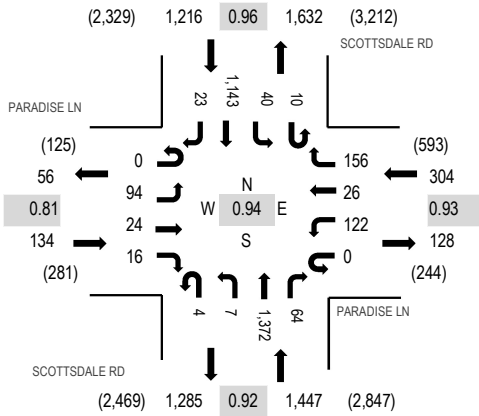 (2,329) 1,216 0.96 1,632 (3,212)
SCOTTSDALE RD
PARADISE LN
23 1,143 40 10
(125) 0 156 (593)
56 94 26 304
N
0.81 W 0.94 E 0.93
S
134 24 122 128
(281) 16 0 (244)
4 7 1,372 64
PARADISE LN
SCOTTSDALE RD
(2,469) 1,285 0.92 1,447 (2,847)